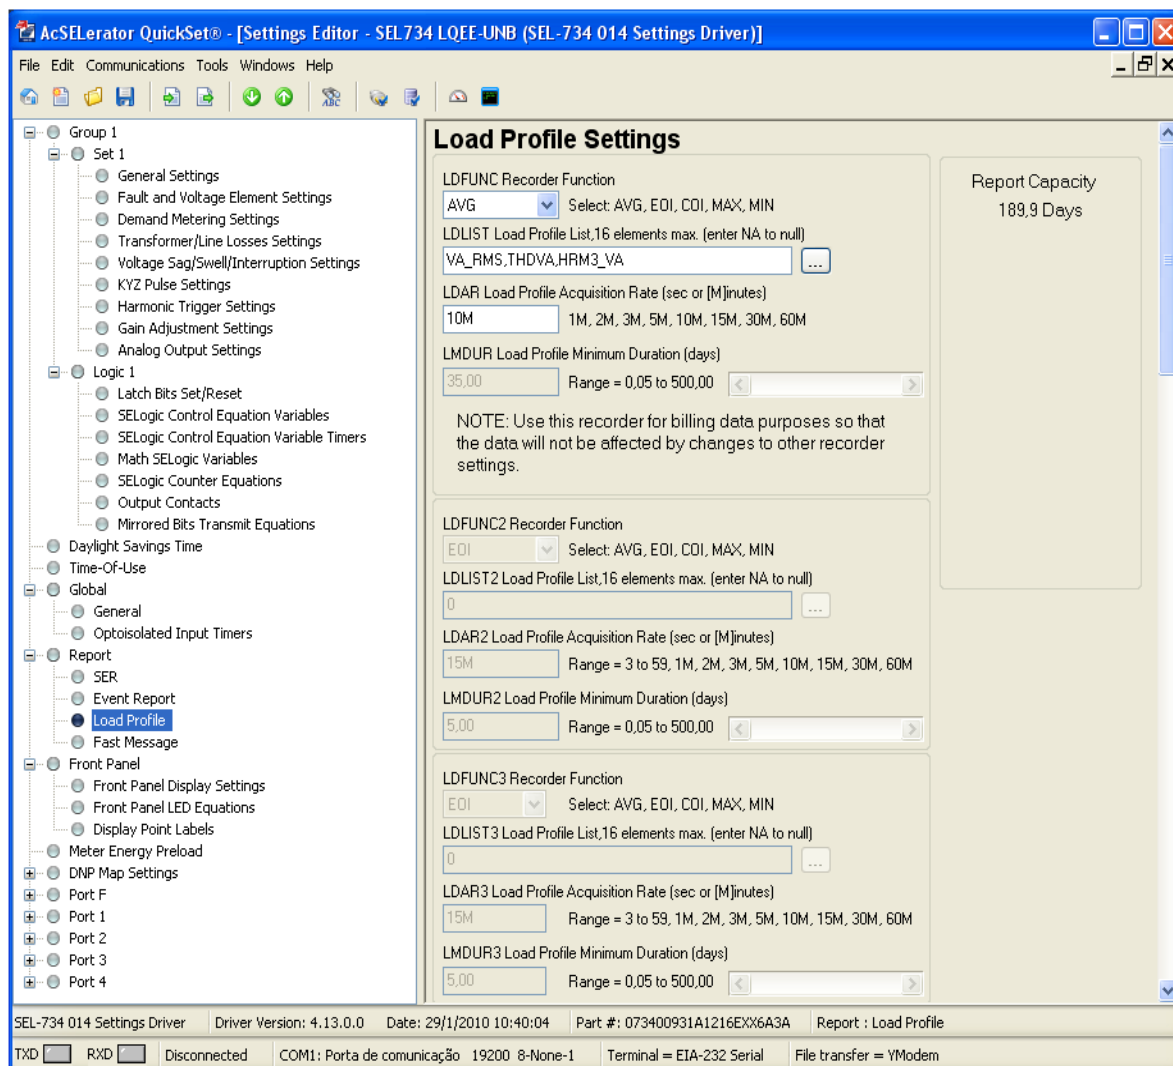 AcSELerator QuickSet® - [Settings Editor - SEL734 LQEE-UNB (SEL-734 014 Settings Driver)]
File Edit Communications Tools Windows Help
Group 1
Set 1
General Settings
Fault and Voltage Element Settings
Demand Metering Settings
Transformer/Line Losses Settings
Voltage Sag/Swell/Interruption Settings
KYZ Pulse Settings
Harmonic Trigger Settings
Gain Adjustment Settings
Analog Output Settings
Logic 1
Latch Bits Set/Reset
SELogic Control Equation Variables
SELogic Control Equation Variable Timers
Math SELogic Variables
SELogic Counter Equations
Output Contacts
Mirrored Bits Transmit Equations
Daylight Savings Time
Time-Of-Use
Global
General
Optoisolated Input Timers
Report
SER
Event Report
Load Profile
Fast Message
Front Panel
Front Panel Display Settings
Front Panel LED Equations
Display Point Labels
Meter Energy Preload
DNP Map Settings
Port F
Port 1
Port 2
Port 3
Port 4
Load Profile Settings
LDFUNC Recorder Function
AVG Select: AVG, EOI, COI, MAX, MIN
LDLIST Load Profile List,16 elements max. (enter NA to null)
VA_RMS,THDVA,HRM3_VA ...
LDAR Load Profile Acquisition Rate (sec or [M]inutes)
10M 1M, 2M, 3M, 5M, 10M, 15M, 30M, 60M
LMDUR Load Profile Minimum Duration (days)
35,00 Range = 0,05 to 500,00
NOTE: Use this recorder for billing data purposes so that
the data will not be affected by changes to other recorder
settings.
LDFUNC2 Recorder Function
EOI Select: AVG, EOI, COI, MAX, MIN
LDLIST2 Load Profile List,16 elements max. (enter NA to null)
0 ...
LDAR2 Load Profile Acquisition Rate (sec or [M]inutes)
15M Range = 3 to 59, 1M, 2M, 3M, 5M, 10M, 15M, 30M, 60M
LMDUR2 Load Profile Minimum Duration (days)
5,00 Range = 0,05 to 500,00
LDFUNC3 Recorder Function
EOI Select: AVG, EOI, COI, MAX, MIN
LDLIST3 Load Profile List,16 elements max. (enter NA to null)
0 ...
LDAR3 Load Profile Acquisition Rate (sec or [M]inutes)
15M Range = 3 to 59, 1M, 2M, 3M, 5M, 10M, 15M, 30M, 60M
LMDUR3 Load Profile Minimum Duration (days)
5,00 Range = 0,05 to 500,00
Report Capacity
189,9 Days
SEL-734 014 Settings Driver Driver Version: 4.13.0.0 Date: 29/1/2010 10:40:04 Part #: 073400931A1216EXX6A3A Report : Load Profile
TXD RXD Disconnected COM1: Porta de comunicação 19200 8-None-1 Terminal = EIA-232 Serial File transfer = YModem